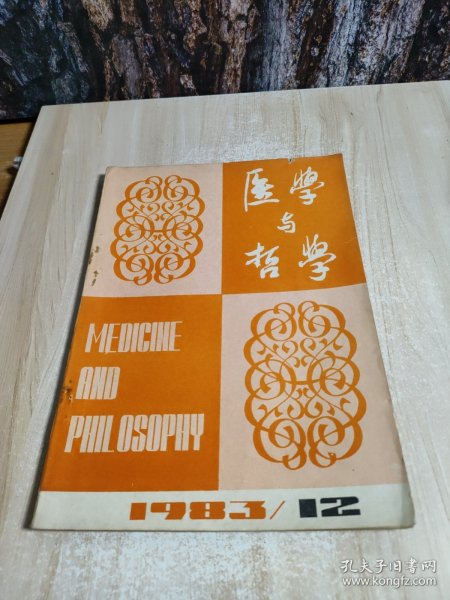 医学
与
哲学
MEDICINE
AND
PHILOSOPHY
1983/12
孔夫子旧书网
www.kongfz.com